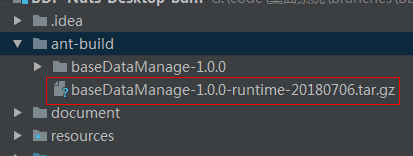 .idea
ant-build
baseDataManage-1.0.0
baseDataManage-1.0.0-runtime-20180706.tar.gz
document
resources